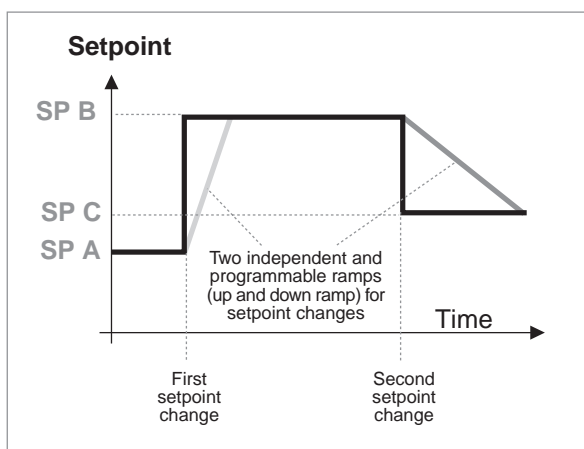 Setpoint
SP B
SP C
SP A
Two independent and
programmable ramps
(up and down ramp) for
setpoint changes
Time
First
setpoint
change
Second
setpoint
change